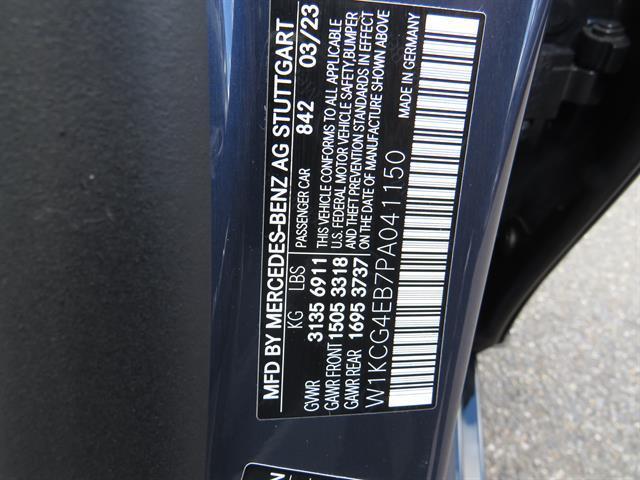 MFD BY MERCEDES-BENZ AG STUTTGART
KG LBS PASSENGER CAR 842 03/23
GVWR 3135 6911
GAWR FRONT 1505 3318
GAWR REAR 1695 3737
THIS VEHICLE CONFORMS TO ALL APPLICABLE
U.S. FEDERAL MOTOR VEHICLE SAFETY, BUMPER
AND THEFT PREVENTION STANDARDS IN EFFECT
ON THE DATE OF MANUFACTURE SHOWN ABOVE
W1KCG4EB7PA041150 MADE IN GERMANY